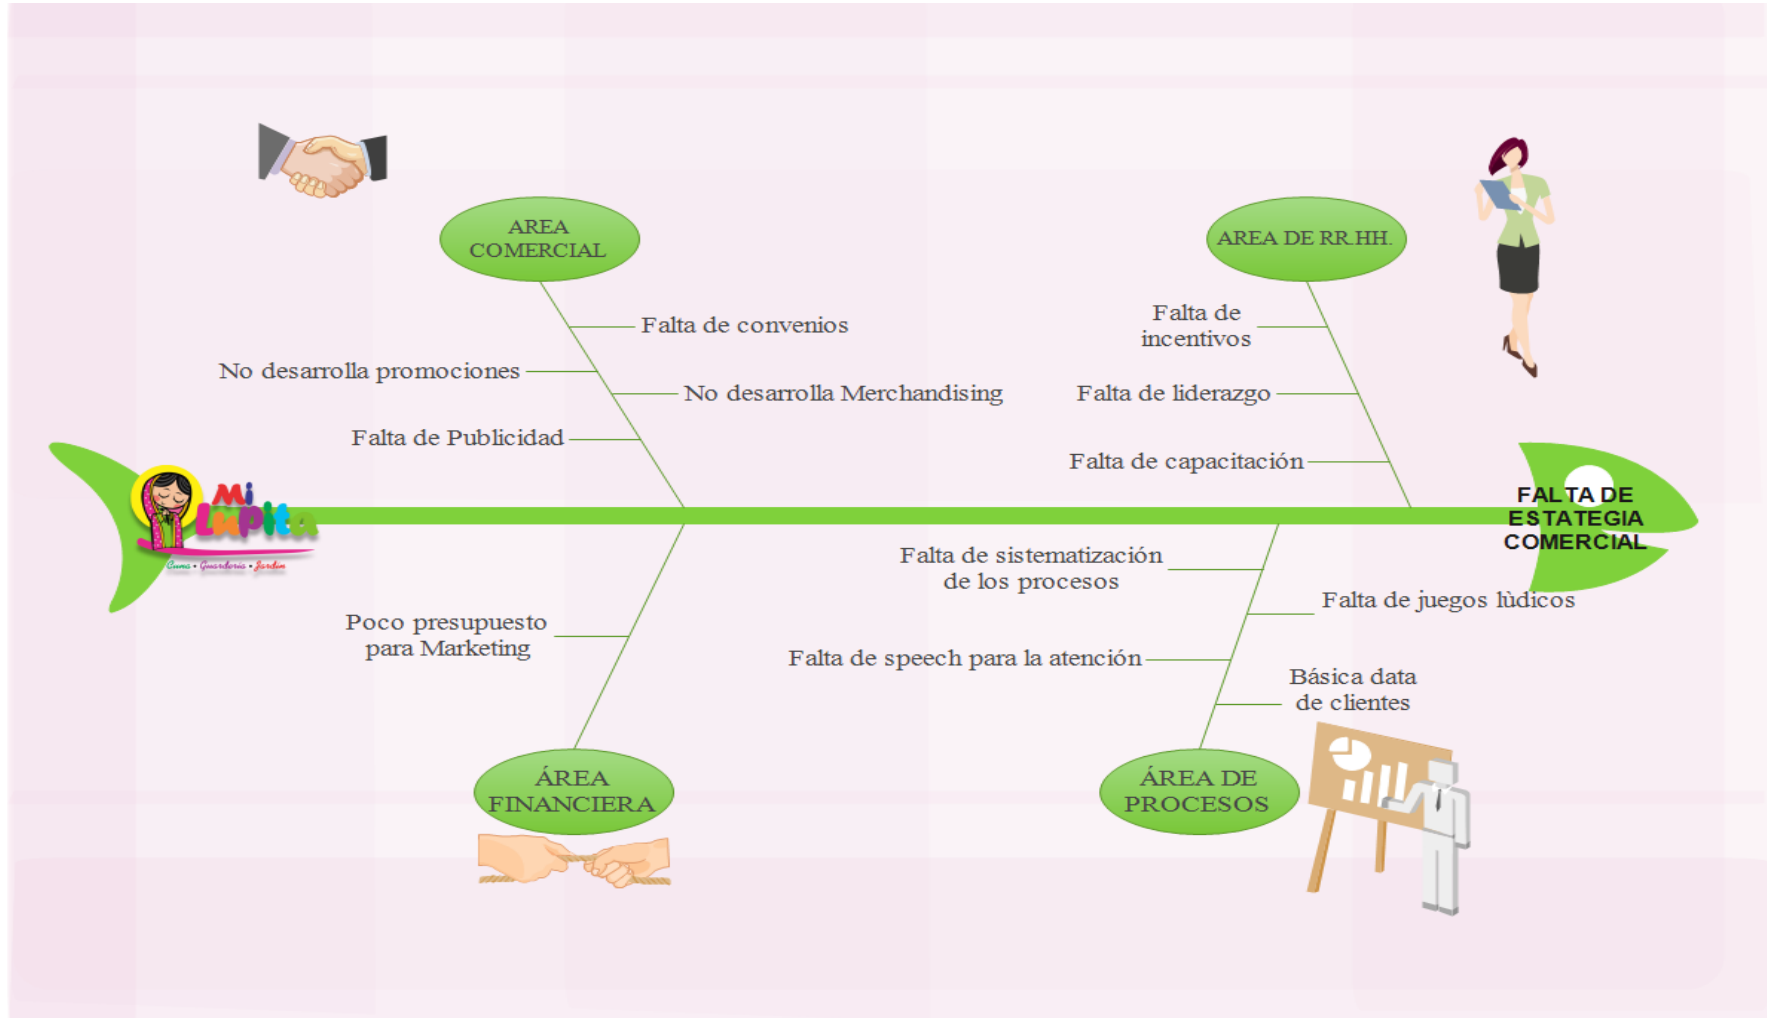 AREA
COMERCIAL
AREA DE RR.HH.
Falta de convenios
No desarrolla promociones
No desarrolla Merchandising
Falta de Publicidad
Falta de
incentivos
Falta de liderazgo
Falta de capacitación
Mi
Lupita
Cuna • Guardería • Jardín
FALTA DE
ESTATEGIA
COMERCIAL
Poco presupuesto
para Marketing
Falta de sistematización
de los procesos
Falta de juegos lùdicos
Falta de speech para la atención
Básica data
de clientes
ÁREA
FINANCIERA
ÁREA DE
PROCESOS